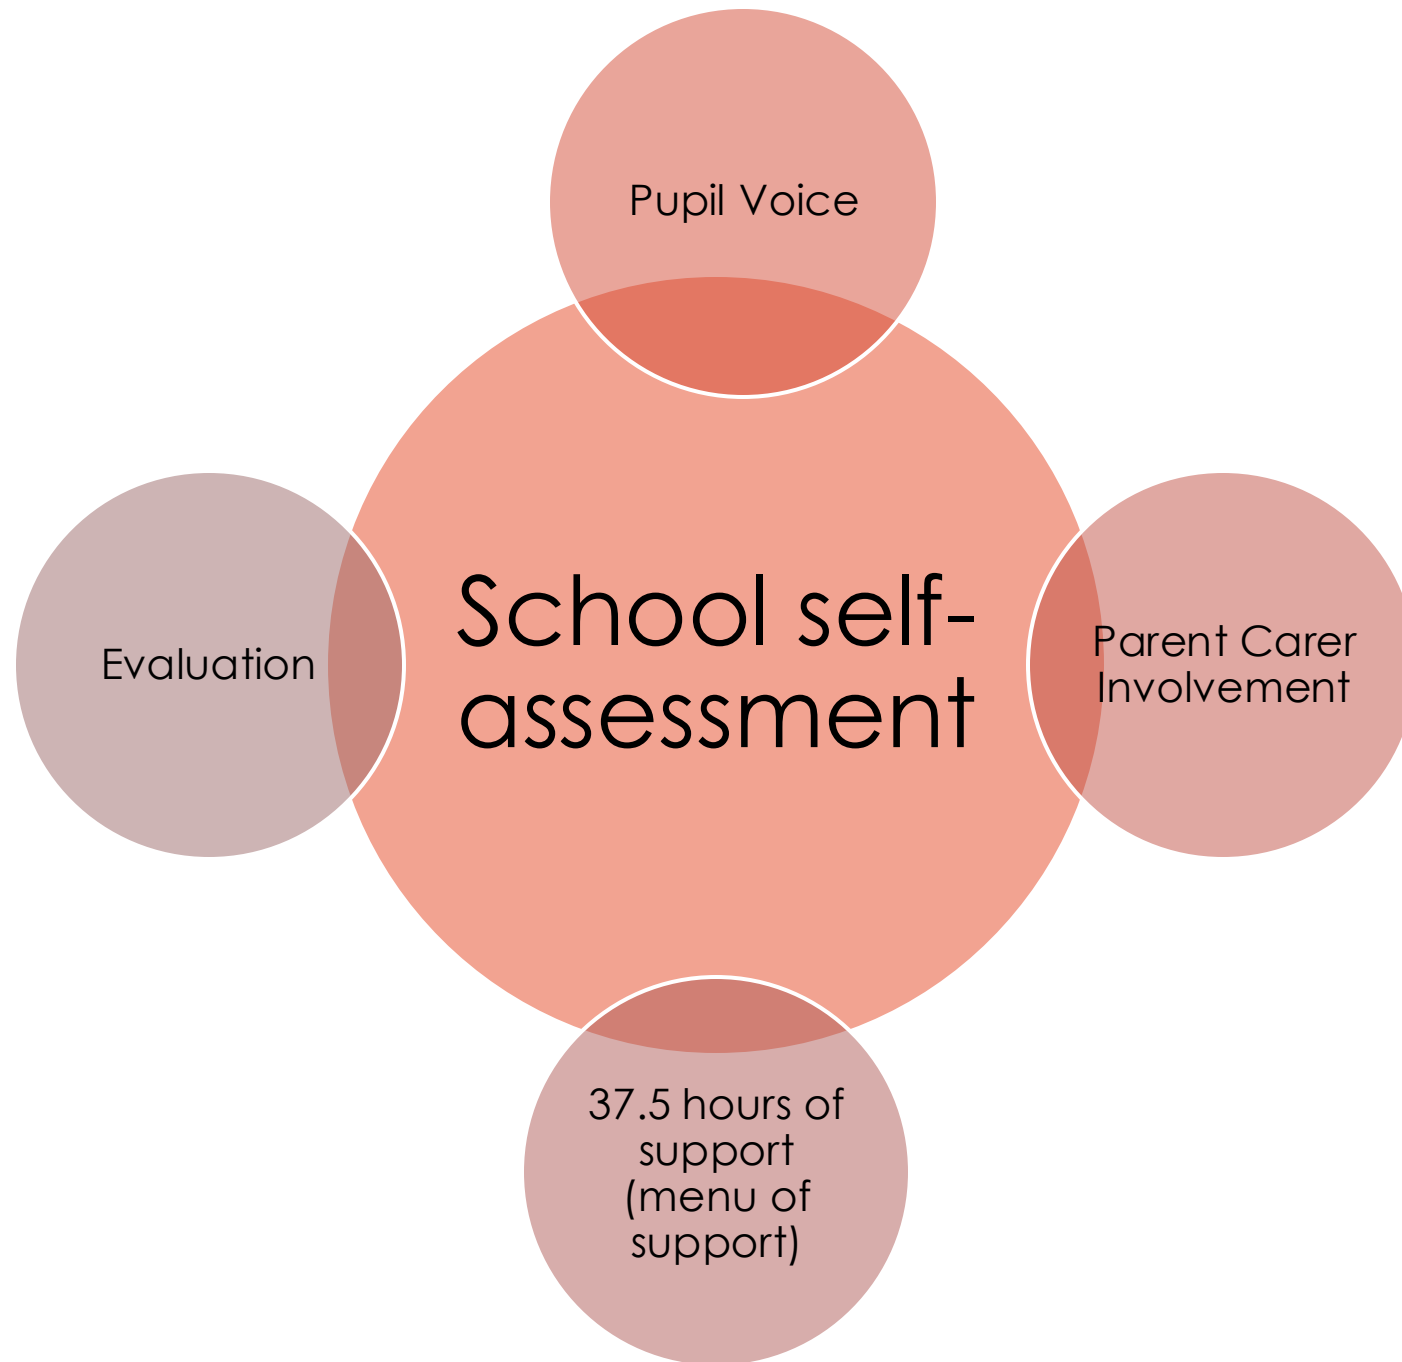 Pupil Voice
School self-
assessment
Evaluation
Parent Carer
Involvement
37.5 hours of
support
(menu of
support)